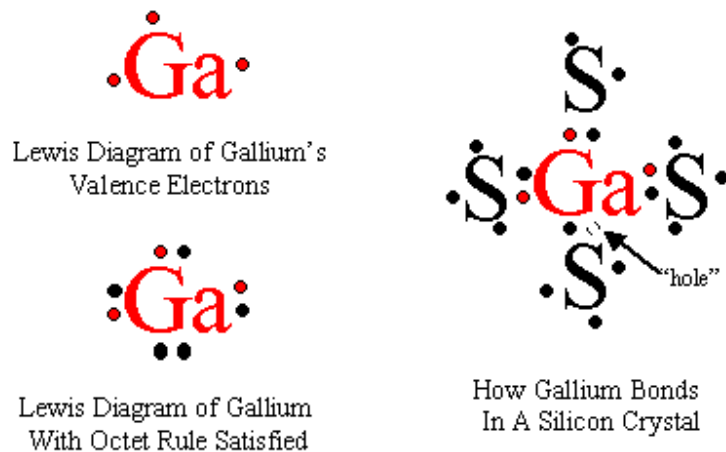 Ga
Lewis Diagram of Gallium's
Valence Electrons
Ga
Lewis Diagram of Gallium
With Octet Rule Satisfied
S
S Ga S
S
"hole"
How Gallium Bonds
In A Silicon Crystal